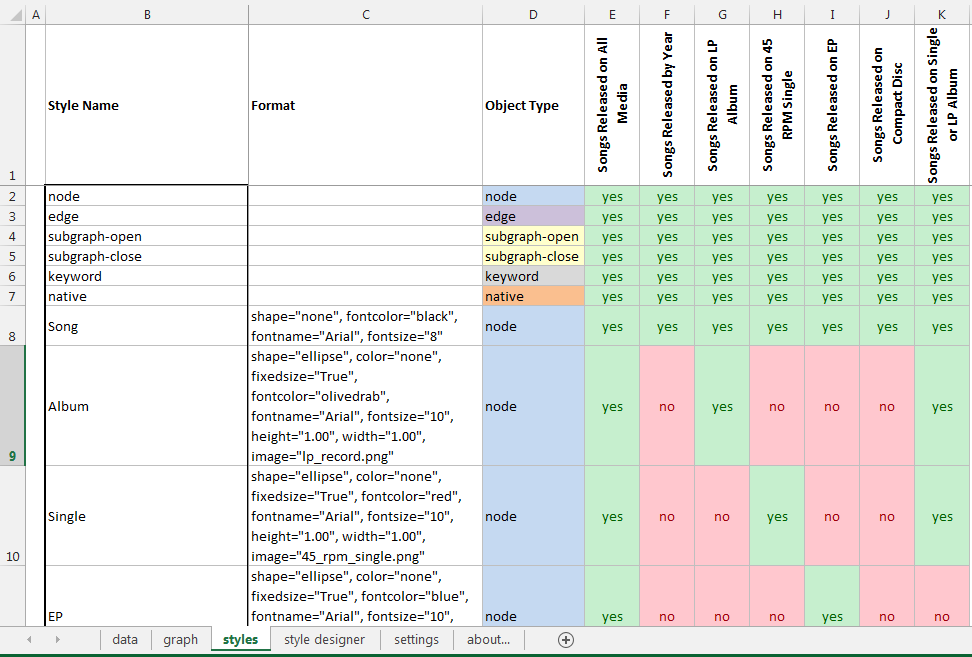 A B C D E F G H I J K
1 Style Name Format Object Type Songs Released on All Media Songs Released by Year Songs Released on LP Album Songs Released on 45 RPM Single Songs Released on EP Songs Released on Compact Disc Songs Released on Single or LP Album
2 node node yes yes yes yes yes yes yes
3 edge edge yes yes yes yes yes yes yes
4 subgraph-open subgraph-open yes yes yes yes yes yes yes
5 subgraph-close subgraph-close yes yes yes yes yes yes yes
6 keyword keyword yes yes yes yes yes yes yes
7 native native yes yes yes yes yes yes yes
shape="none", fontcolor="black",
Song node yes yes yes yes yes yes yes
8 fontname="Arial", fontsize="8"
shape="ellipse", color="none",
fixedsize="True",
fontcolor="olivedrab",
Album node yes no yes no no no yes
fontname="Arial", fontsize="10",
height="1.00", width="1.00",
9 image="lp_record.png"
shape="ellipse", color="none",
fixedsize="True", fontcolor="red",
Single fontname="Arial", fontsize="10", node yes no no yes no no yes
height="1.00", width="1.00",
10 image="45_rpm_single.png"
shape="ellipse", color="none",
fixedsize="True", fontcolor="blue",
EP fontname="Arial", fontsize="10", node yes no no no yes no no
data graph styles style designer settings about...